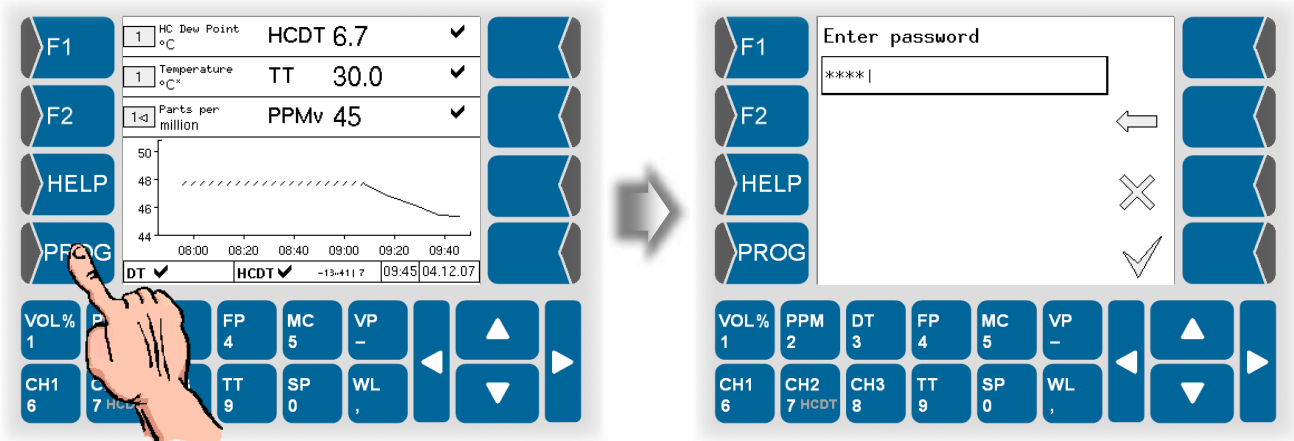 F1
F2
HELP
PROG
1 HC Dew Point °C HCDT 6.7 ✔
1 Temperature °C* TT 30.0 ✔
1◁ Parts per million PPMv 45 ✔
50
48
46
44
08:00 08:20 08:40 09:00 09:20 09:40
DT ✔ HCDT ✔ 09:45 04.12.07
VOL% FP MC VP
1 4 5 –
CH1 TT SP WL
6 7 9 0 ,
F1
F2
HELP
PROG
Enter password
****|
VOL% PPM DT FP MC VP
1 2 3 4 5 –
CH1 CH2 CH3 TT SP WL
6 7 HCDT 8 9 0 ,